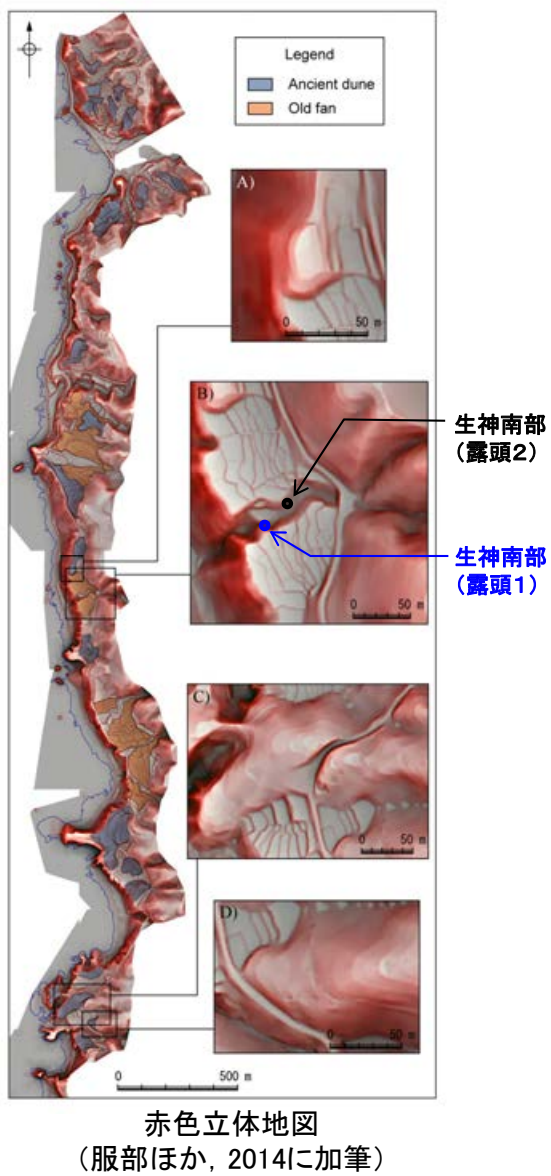 Legend
Ancient dune
Old fan
A)
0 50 m
B)
生神南部
(露頭2)
生神南部
(露頭1)
0 50 m
C)
0 50 m
D)
0 50 m
0 500 m
赤色立体地図
(服部ほか, 2014に加筆)